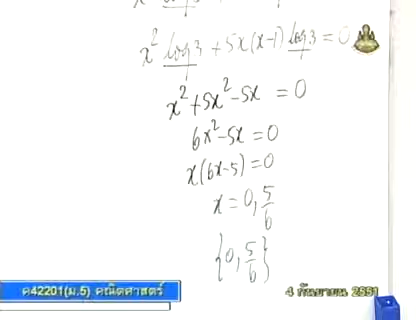 x² log 3 + 5x(x-1) log 3 = 0
x² + 5x² - 5x = 0
6x² - 5x = 0
x(6x-5) = 0
x = 0, 5/6
{0, 5/6}
ค42201(ม.5) คณิตศาสตร์
4 กันยายน 2551